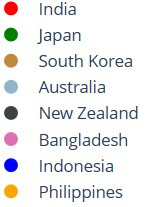 India
Japan
South Korea
Australia
New Zealand
Bangladesh
Indonesia
Philippines